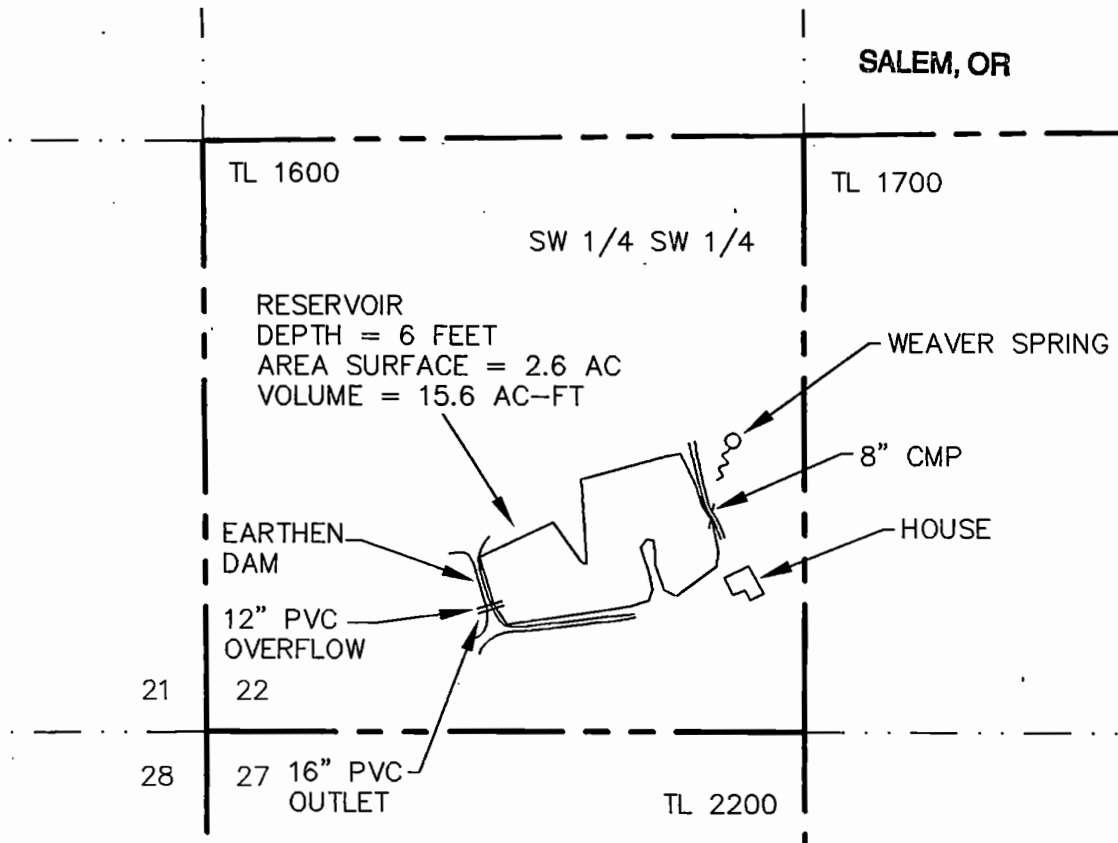 SALEM, OR
TL 1600
TL 1700
SW 1/4 SW 1/4
RESERVOIR
DEPTH = 6 FEET
AREA SURFACE = 2.6 AC
VOLUME = 15.6 AC-FT
WEAVER SPRING
8" CMP
HOUSE
EARTHEN
DAM
12" PVC
OVERFLOW
21 22
28 27
16" PVC
OUTLET
TL 2200